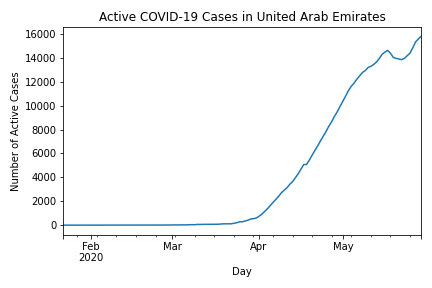 Active COVID-19 Cases in United Arab Emirates
16000
14000
12000
10000
8000
6000
4000
2000
0
Number of Active Cases
Feb
2020
Mar
Apr
May
Day